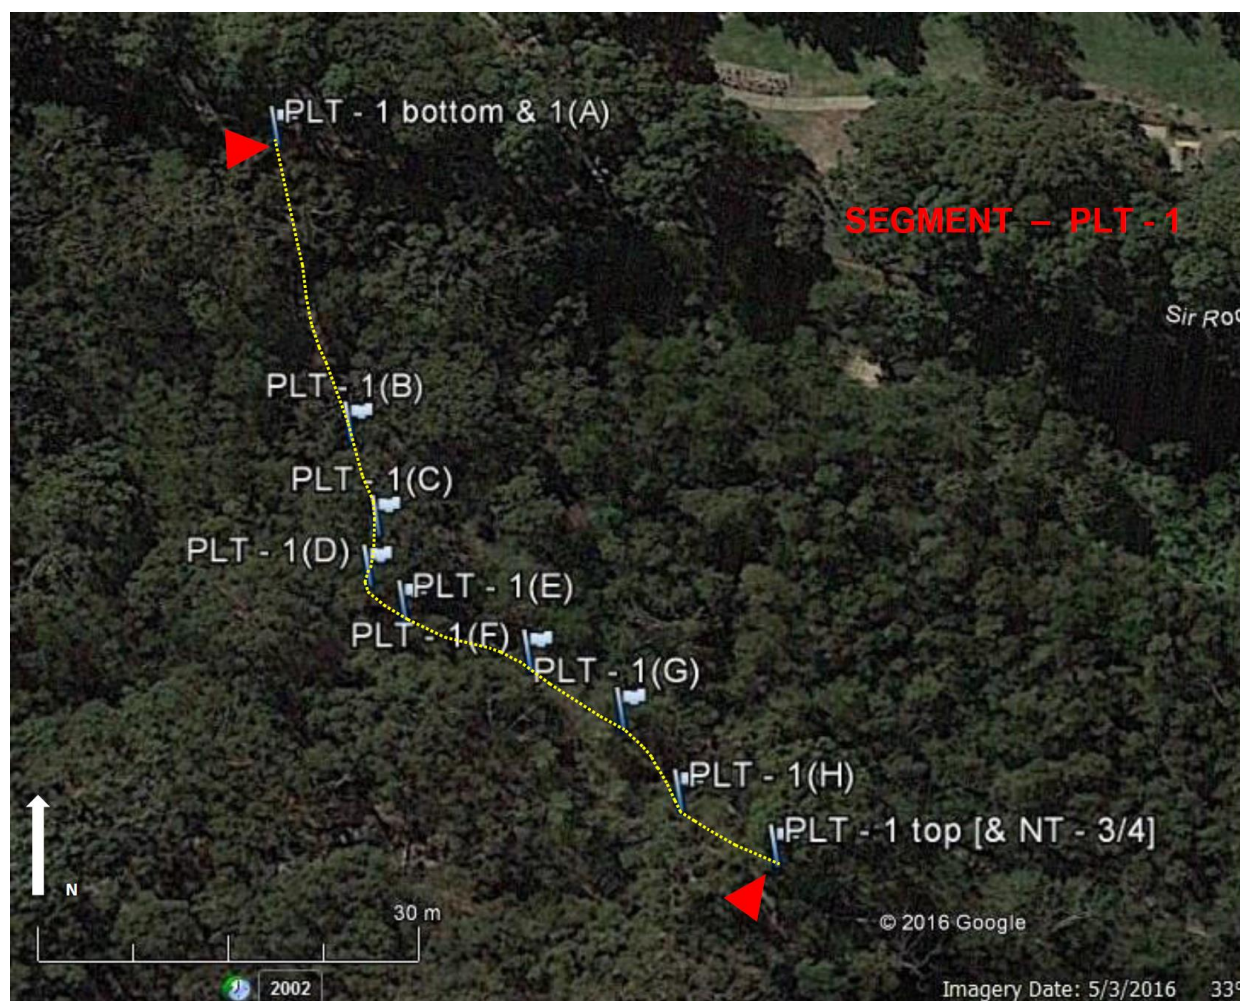 PLT - 1 bottom & 1(A)
SEGMENT – PLT - 1
Sir Ro
PLT - 1(B)
PLT - 1(C)
PLT - 1(D)
PLT - 1(E)
PLT - 1(F)
PLT - 1(G)
PLT - 1(H)
PLT - 1 top [& NT - 3/4]
N
30 m
© 2016 Google
2002
Imagery Date: 5/3/2016 33°